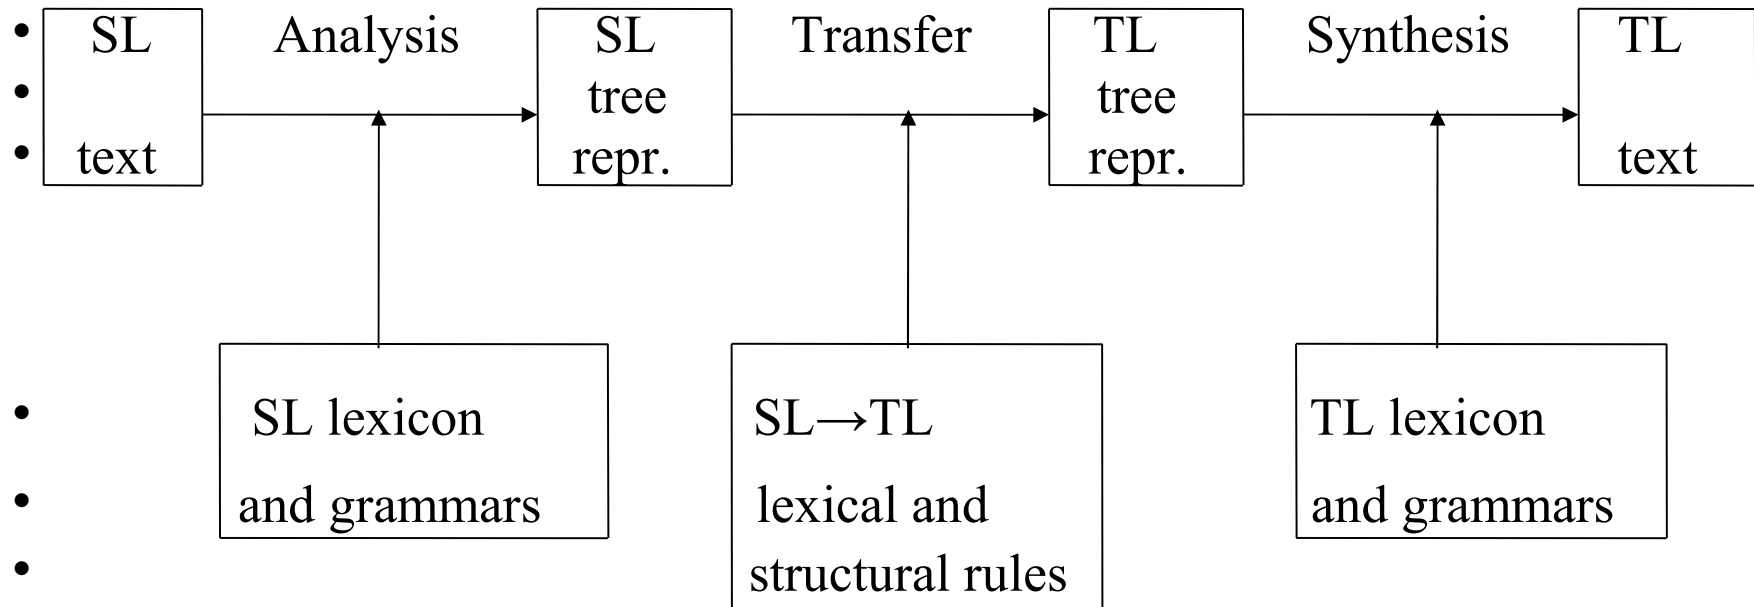 • SL Analysis SL Transfer TL Synthesis TL
• tree tree
• text repr. repr. text
• SL lexicon SL→TL TL lexicon
• and grammars lexical and and grammars
• structural rules